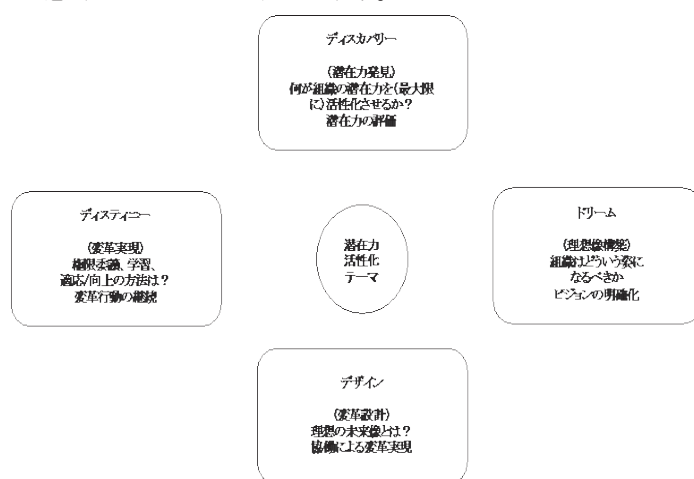 ディスカバリー
(潜在力発見)
何が組織の潜在力を(最大限
に)活性化させるか？
潜在力の評価
ディスティニー
(変革実現)
権限委譲、学習、
適応/向上の方法は？
変革行動の継続
潜在力
活性化
テーマ
ドリーム
(理想像構築)
組織はどういう姿に
なるべきか
ビジョンの明確化
デザイン
(変革設計)
理想の未来像とは？
協働による変革実現